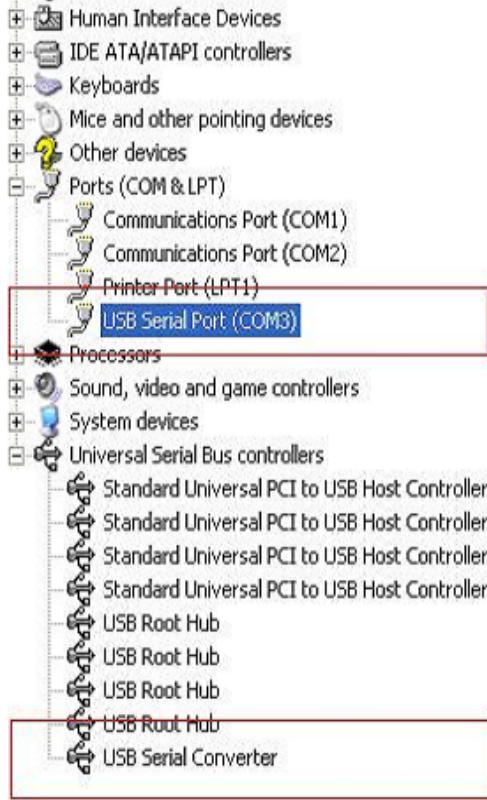 Human Interface Devices
IDE ATA/ATAPI controllers
Keyboards
Mice and other pointing devices
Other devices
Ports (COM & LPT)
Communications Port (COM1)
Communications Port (COM2)
Printer Port (LPT1)
USB Serial Port (COM3)
Processors
Sound, video and game controllers
System devices
Universal Serial Bus controllers
Standard Universal PCI to USB Host Controller
Standard Universal PCI to USB Host Controller
Standard Universal PCI to USB Host Controller
Standard Universal PCI to USB Host Controller
USB Root Hub
USB Root Hub
USB Root Hub
USB Root Hub
USB Serial Converter